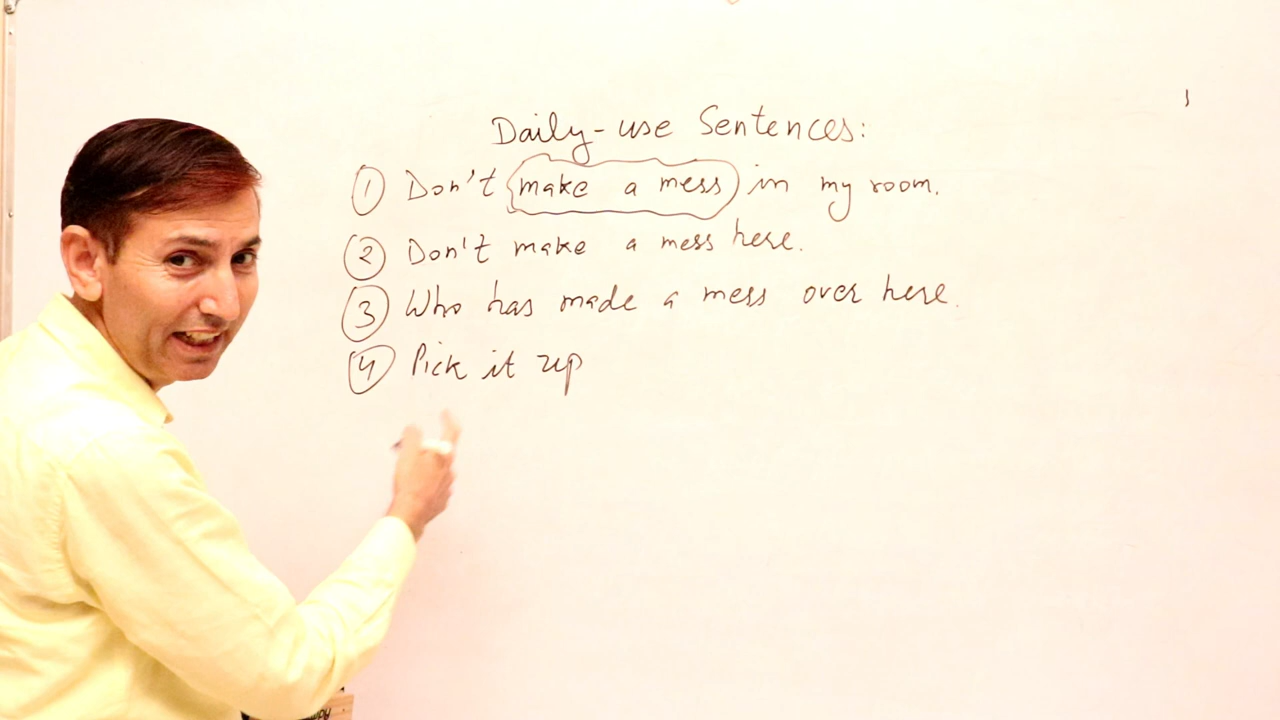 Daily-use Sentences:
① Don't make a mess in my room.
② Don't make a mess here.
③ Who has made a mess over here.
④ Pick it up